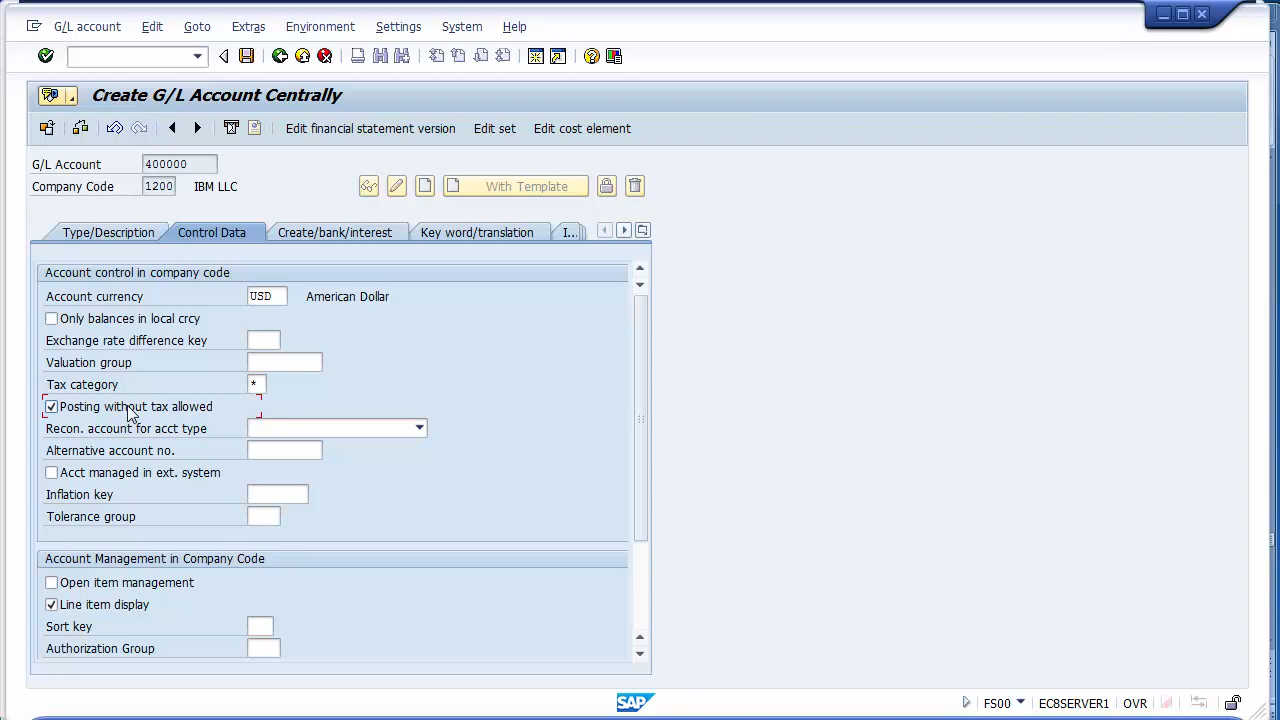 G/L account Edit Goto Extras Environment Settings System Help
Create G/L Account Centrally
Edit financial statement version Edit set Edit cost element
G/L Account 400000
Company Code 1200 IBM LLC With Template
Type/Description Control Data Create/bank/interest Key word/translation I...
Account control in company code
Account currency USD American Dollar
Only balances in local crcy
Exchange rate difference key
Valuation group
Tax category *
Posting without tax allowed
Recon. account for acct type
Alternative account no.
Acct managed in ext. system
Inflation key
Tolerance group
Account Management in Company Code
Open item management
Line item display
Sort key
Authorization Group
SAP FS00 EC8SERVER1 OVR